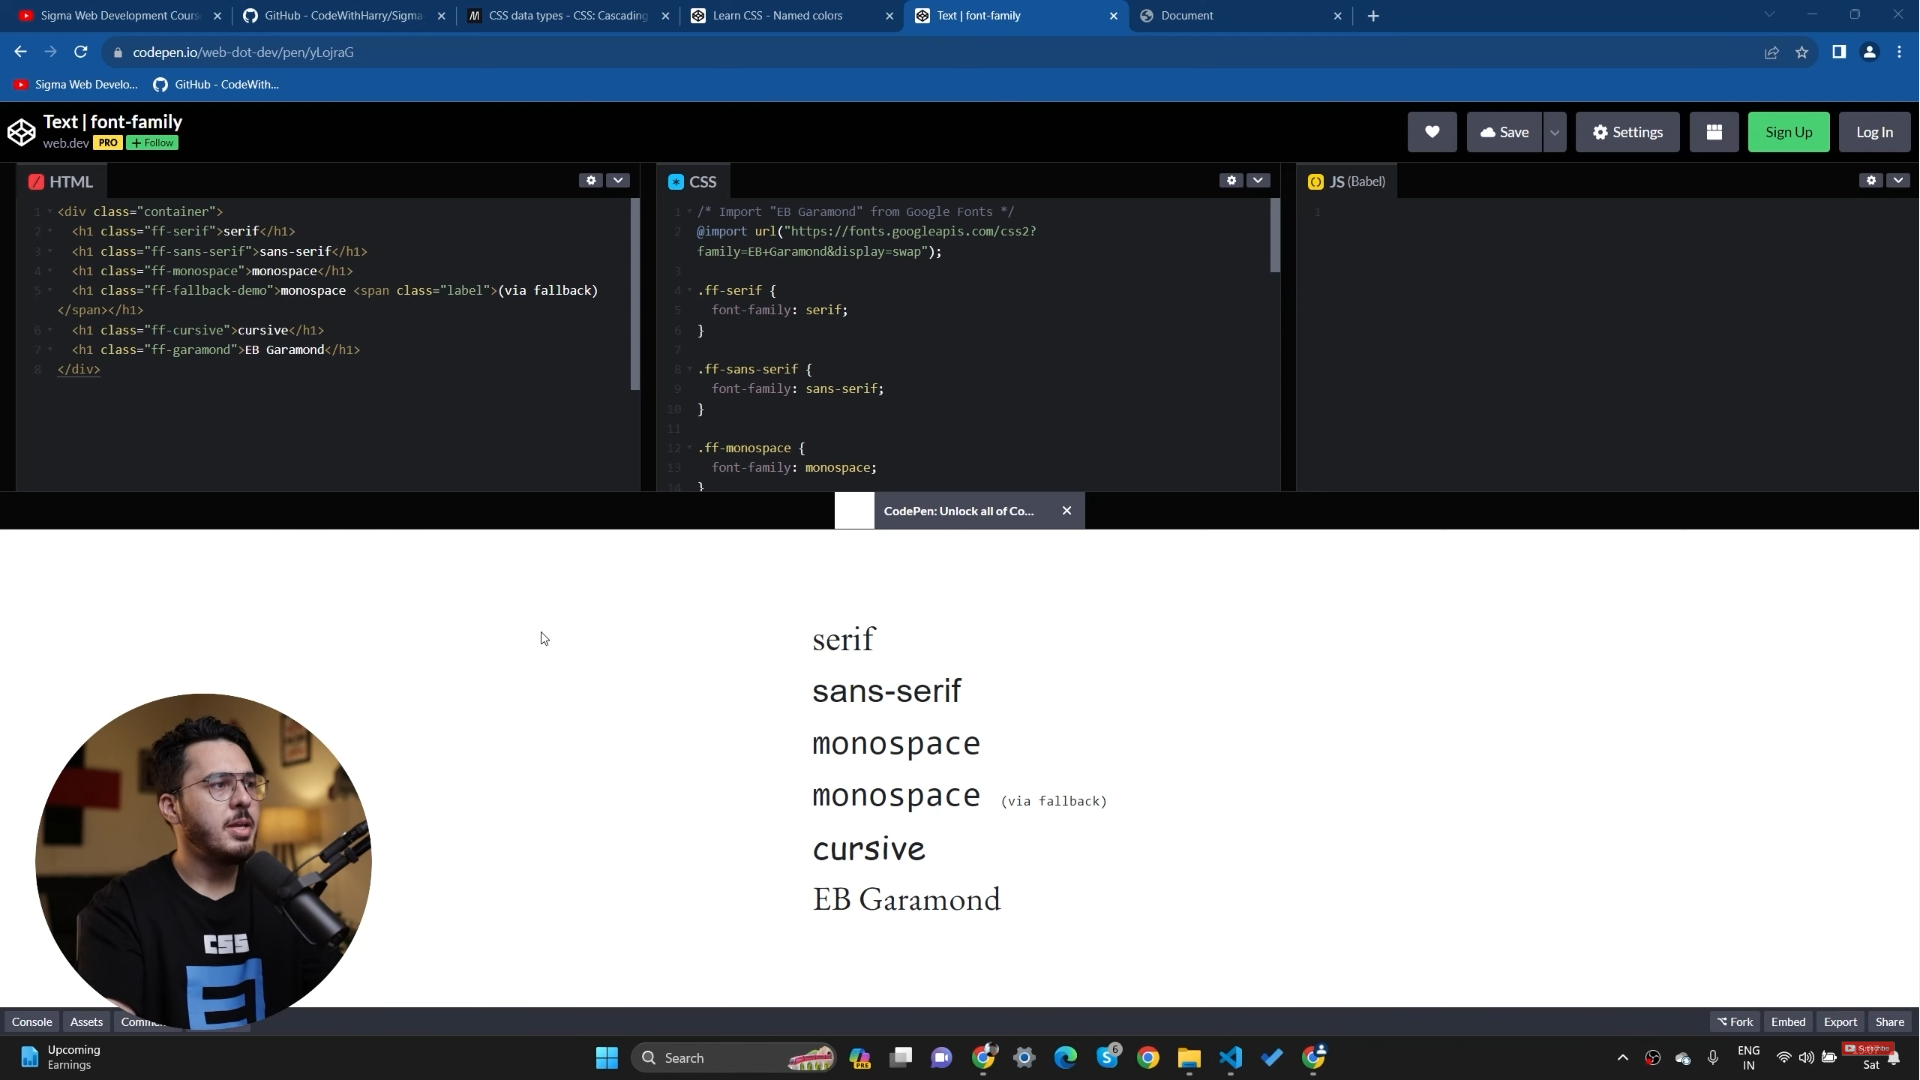 Sigma Web Development Cours
GitHub - CodeWithHarry/Sigma-
CSS data types - CSS: Cascading
Learn CSS - Named colors
Text | font-family
Document
codepen.io/web-dot-dev/pen/yLojraG
Sigma Web Develo...
GitHub - CodeWith...
Text | font-family
web.dev PRO + Follow
Save
Settings
Sign Up
Log In
HTML
CSS
JS (Babel)
1 <div class="container">
2 <h1 class="ff-serif">serif</h1>
3 <h1 class="ff-sans-serif">sans-serif</h1>
4 <h1 class="ff-monospace">monospace</h1>
5 <h1 class="ff-fallback-demo">monospace <span class="label">(via fallback)
</span></h1>
6 <h1 class="ff-cursive">cursive</h1>
7 <h1 class="ff-garamond">EB Garamond</h1>
8 </div>
1 /* Import "EB Garamond" from Google Fonts */
2 @import url("https://fonts.googleapis.com/css2?
family=EB+Garamond&display=swap");
3
4 .ff-serif {
5 font-family: serif;
6 }
7
8 .ff-sans-serif {
9 font-family: sans-serif;
10 }
11
12 .ff-monospace {
13 font-family: monospace;
14 }
1
CodePen: Unlock all of Co...
serif
sans-serif
monospace
monospace (via fallback)
cursive
EB Garamond
CSS
Console
Assets
Fork
Embed
Export
Share
Upcoming
Earnings
Search
PRE
6
ENG
IN
Subscribe
Sat